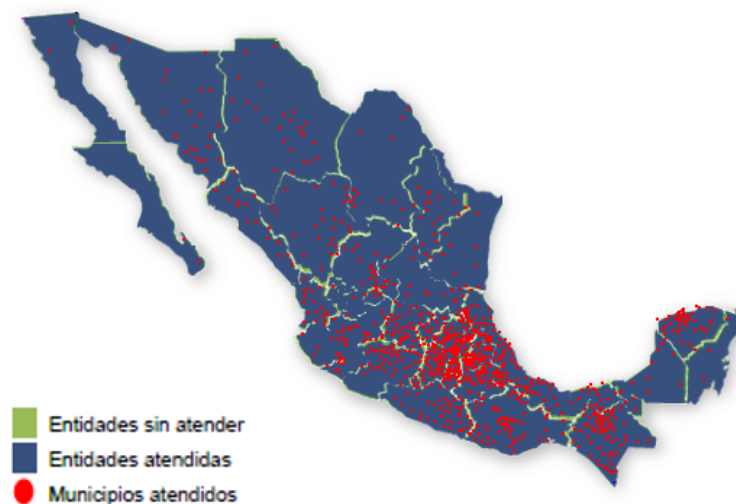 Entidades sin atender
Entidades atendidas
Municipios atendidos